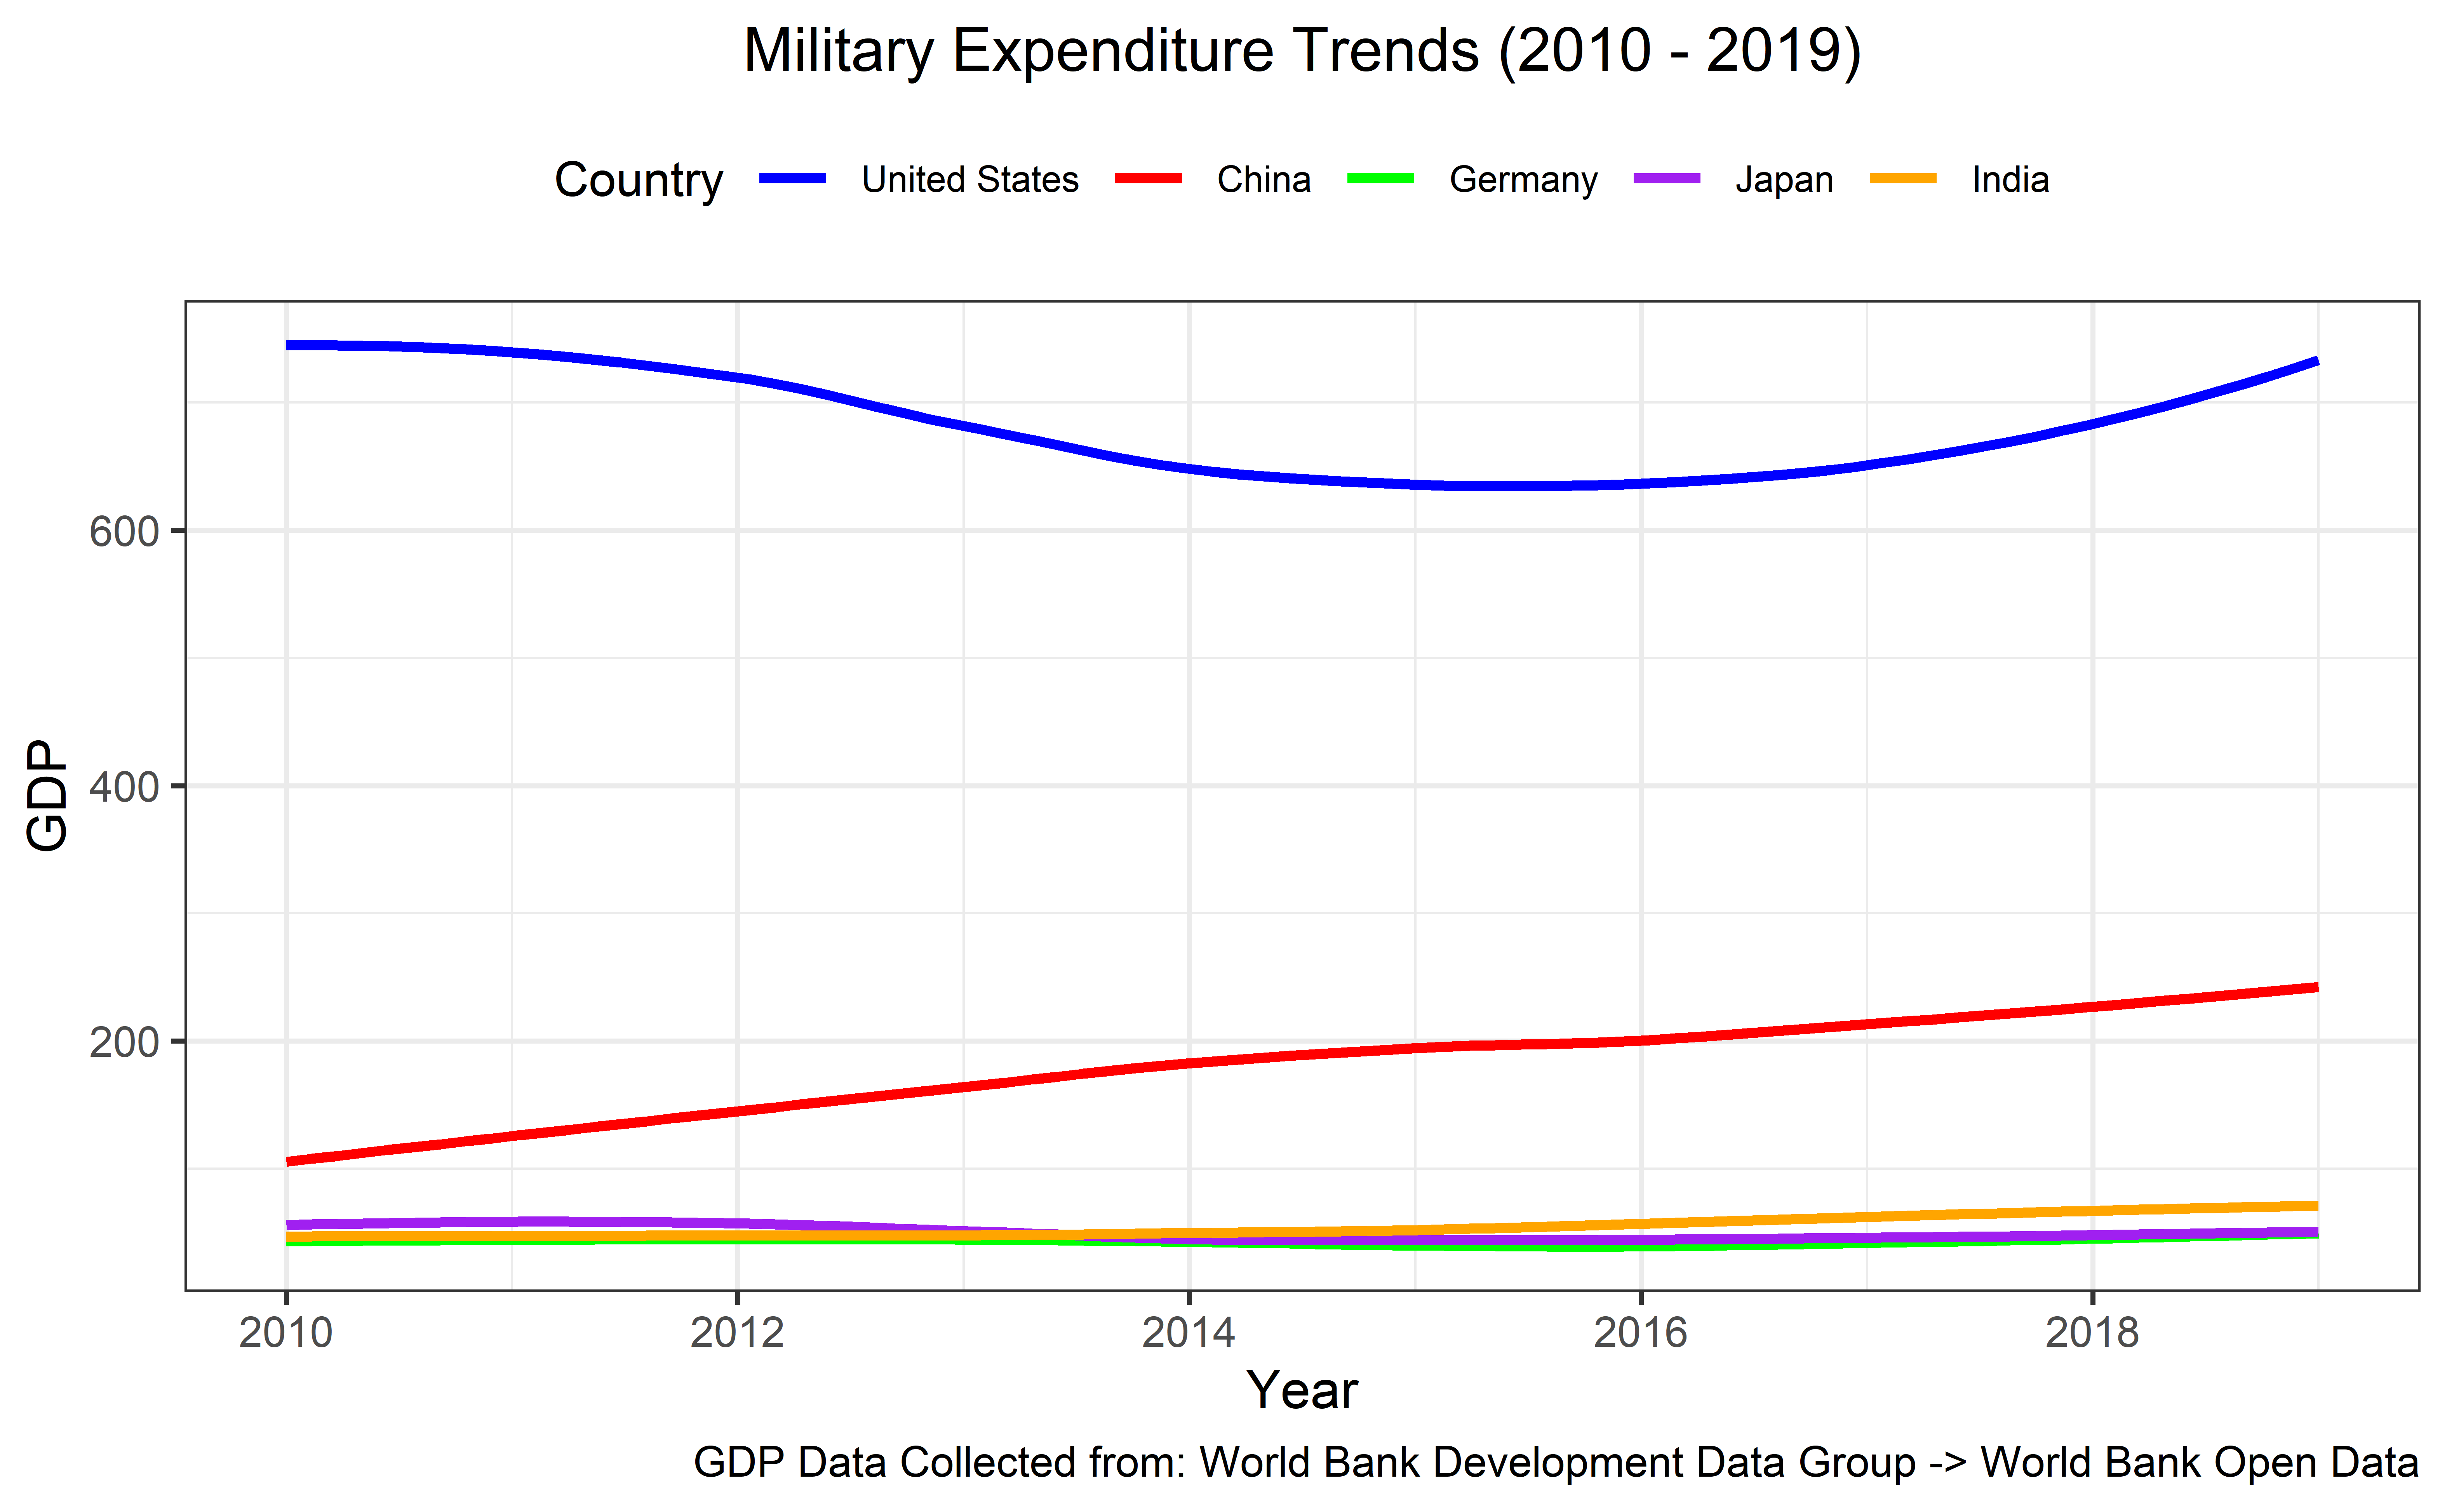 Military Expenditure Trends (2010 - 2019)
Country United States China Germany Japan India
GDP
600
400
200
2010 2012 2014 2016 2018
Year
GDP Data Collected from: World Bank Development Data Group -> World Bank Open Data